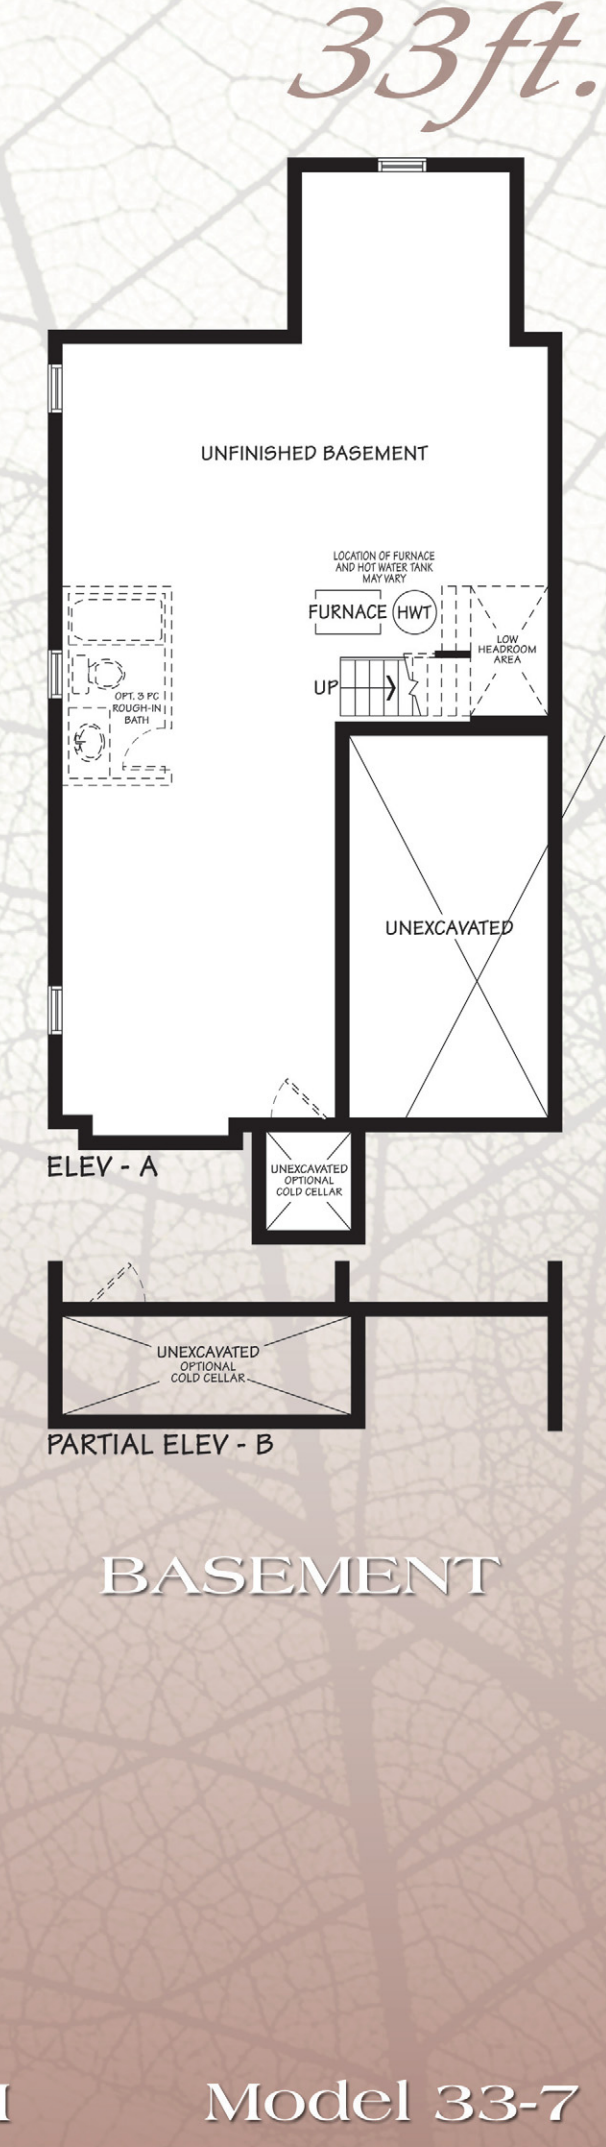 33ft.
UNFINISHED BASEMENT
LOCATION OF FURNACE
AND HOT WATER TANK
MAY VARY
FURNACE
HWT
LOW
HEADROOM
AREA
UP
OPT. 3 PC
ROUGH-IN
BATH
UNEXCAVATED
ELEV - A
UNEXCAVATED
OPTIONAL
COLD CELLAR
UNEXCAVATED
OPTIONAL
COLD CELLAR
PARTIAL ELEV - B
BASEMENT
Model 33-7